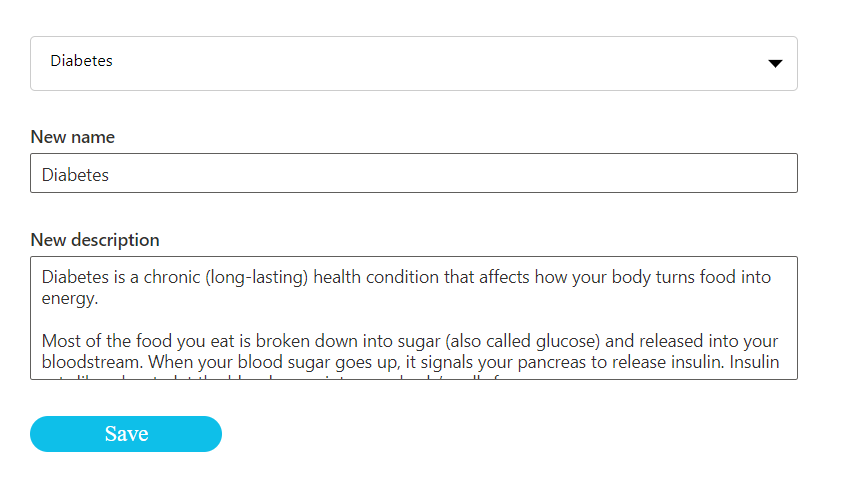 Diabetes
New name
Diabetes
New description
Diabetes is a chronic (long-lasting) health condition that affects how your body turns food into
energy.
Most of the food you eat is broken down into sugar (also called glucose) and released into your
bloodstream. When your blood sugar goes up, it signals your pancreas to release insulin. Insulin
Save